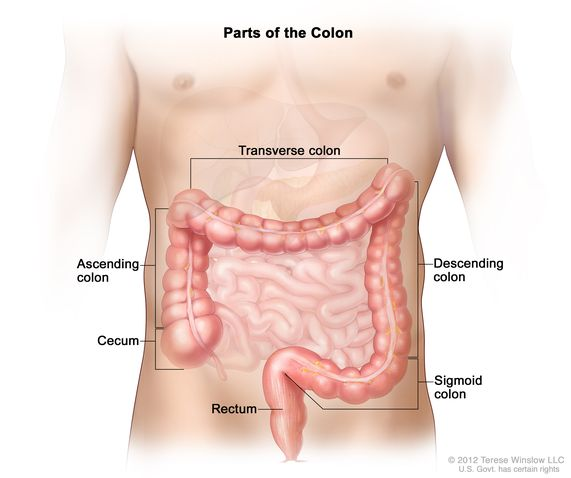 Parts of the Colon
Transverse colon
Ascending
colon
Descending
colon
Cecum
Sigmoid
colon
Rectum
© 2012 Terese Winslow LLC
U.S. Govt. has certain rights